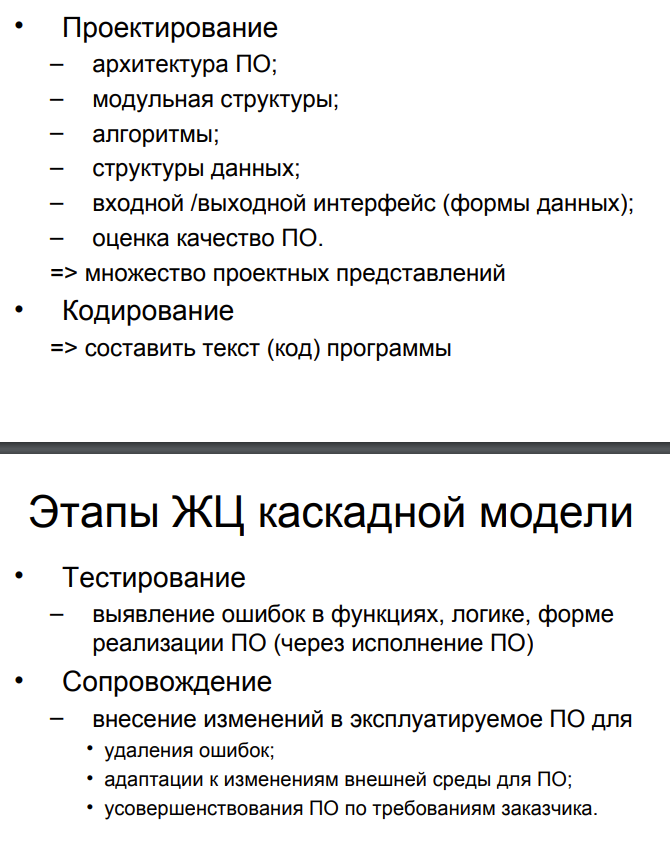 • Проектирование
– архитектура ПО;
– модульная структуры;
– алгоритмы;
– структуры данных;
– входной /выходной интерфейс (формы данных);
– оценка качество ПО.
=> множество проектных представлений
• Кодирование
=> составить текст (код) программы
Этапы ЖЦ каскадной модели
• Тестирование
– выявление ошибок в функциях, логике, форме
реализации ПО (через исполнение ПО)
• Сопровождение
– внесение изменений в эксплуатируемое ПО для
• удаления ошибок;
• адаптации к изменениям внешней среды для ПО;
• усовершенствования ПО по требованиям заказчика.